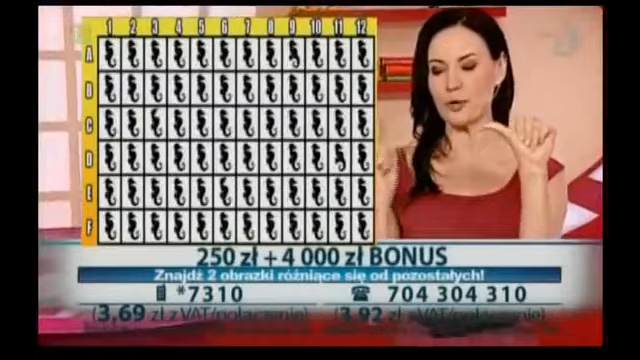 1 2 3 4 5 6 7 8 9 10 11 12
A
B
C
D
E
F
250 zł + 4 000 zł BONUS
Znajdź 2 obrazki różniące się od pozostałych!
*7310 704 304 310
(3,69 zł z VAT/połączenie) (3,92 zł z VAT/połączenie)